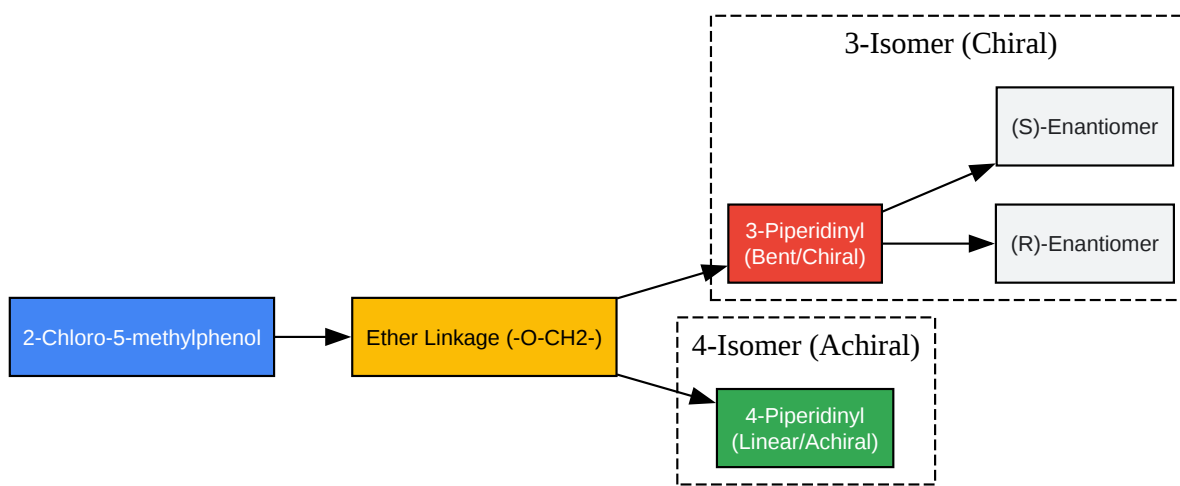 3-Isomer (Chiral)
(S)-Enantiomer
3-Piperidinyl
(Bent/Chiral)
(R)-Enantiomer
2-Chloro-5-methylphenol
Ether Linkage (-O-CH2-)
4-Isomer (Achiral)
4-Piperidinyl
(Linear/Achiral)